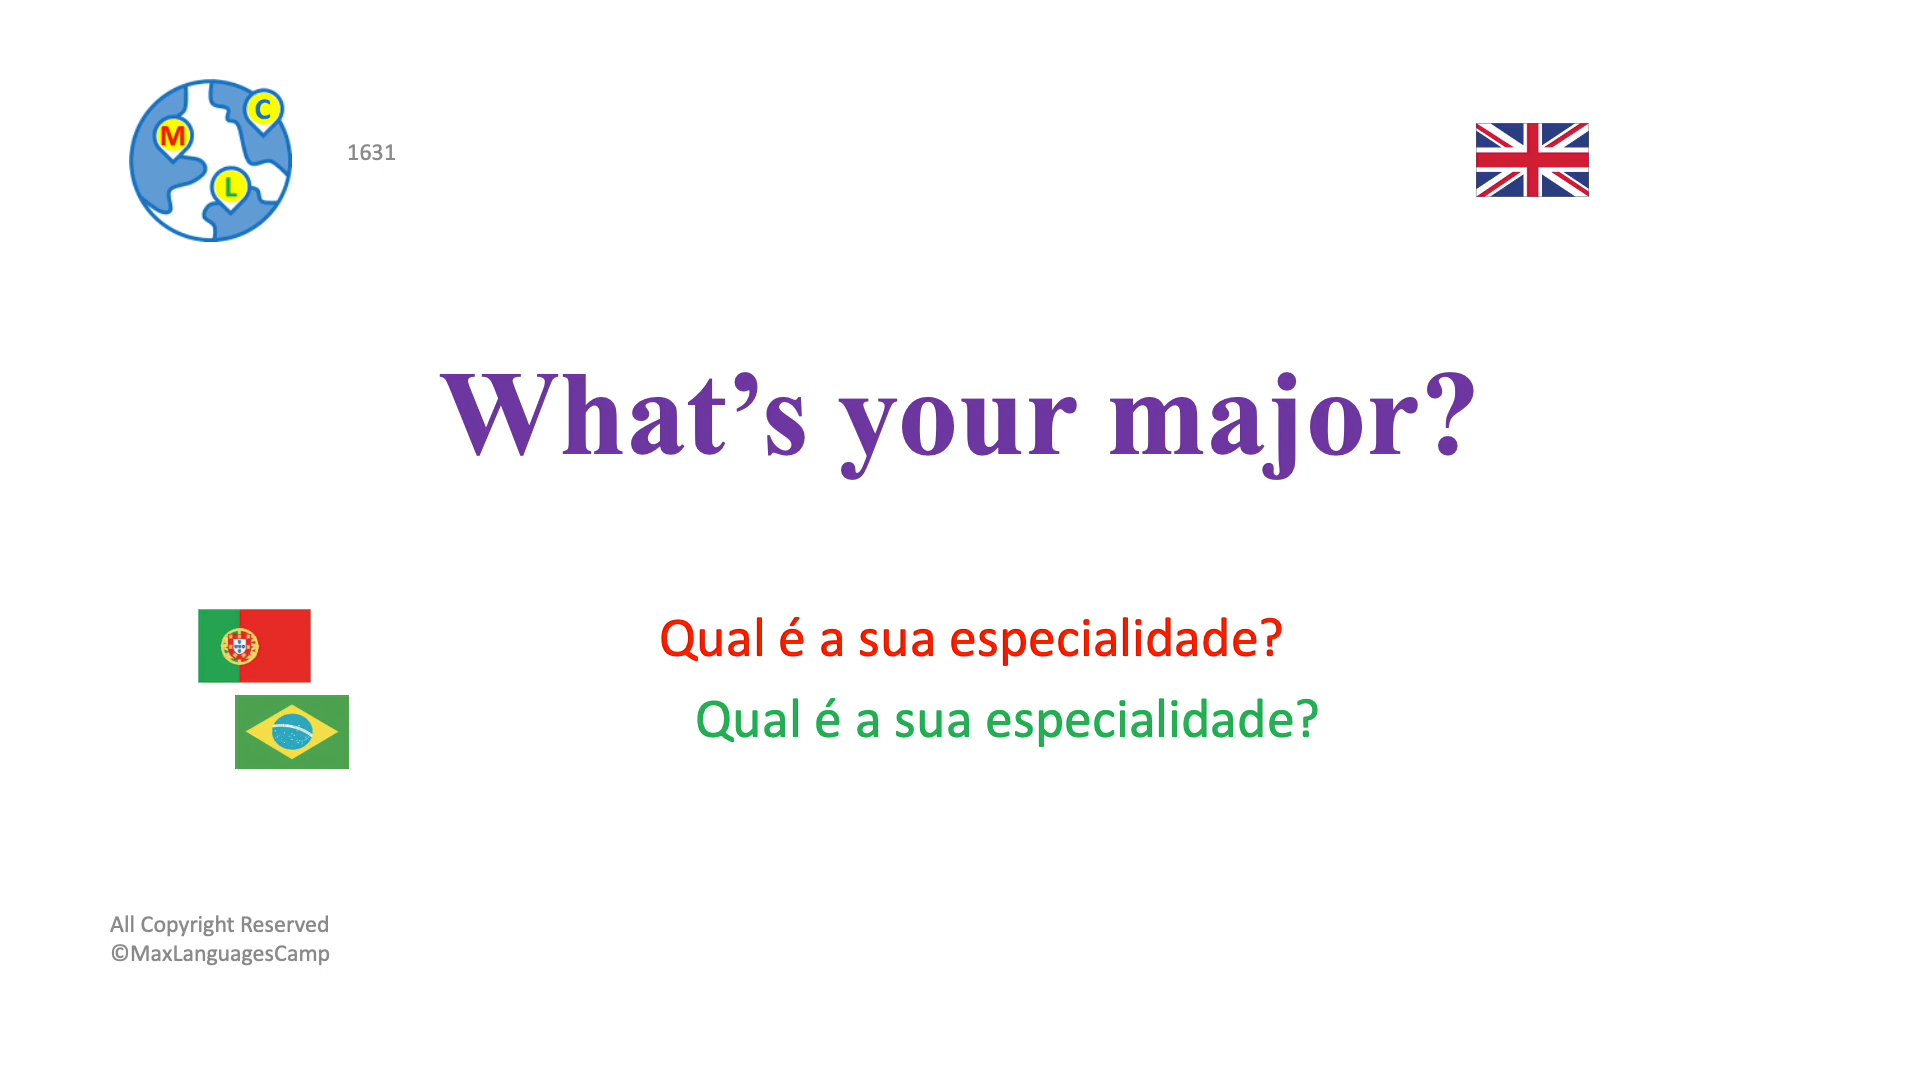 M
C
L
1631
What’s your major?
Qual é a sua especialidade?
Qual é a sua especialidade?
All Copyright Reserved
©MaxLanguagesCamp